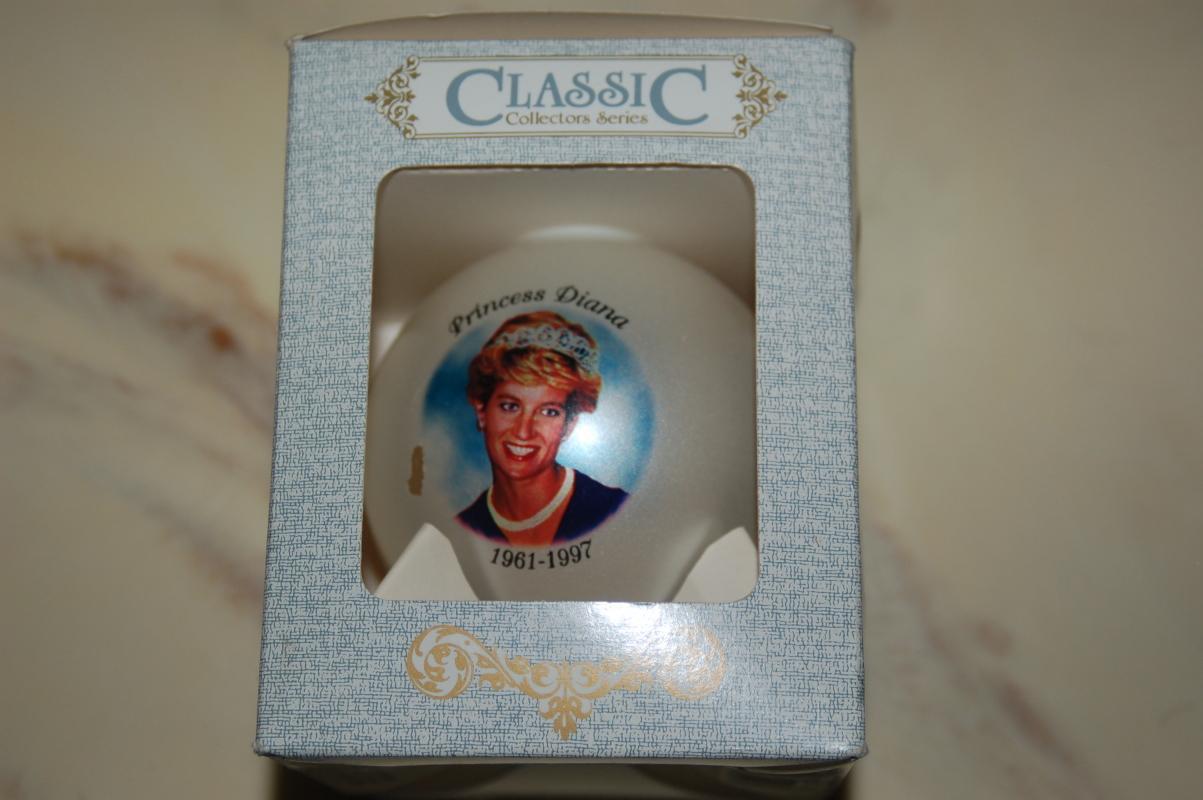 CLASSIC
Collectors Series
Princess Diana
1961-1997